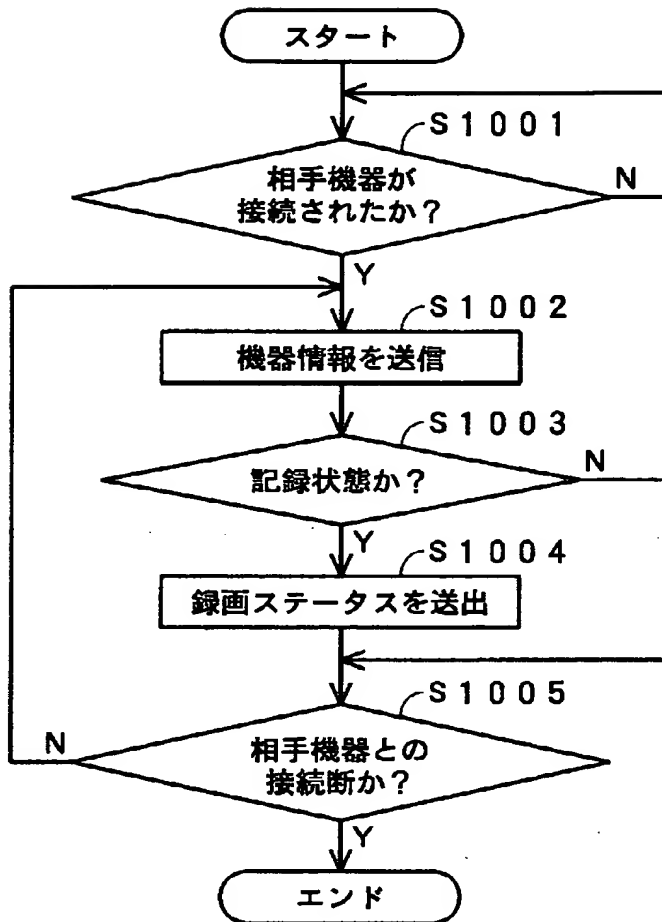 スタート
S1001
相手機器が
接続されたか?
N
Y
S1002
機器情報を送信
S1003
記録状態か?
N
Y
S1004
録画ステータスを送出
S1005
N
相手機器との
接続断か?
Y
エンド